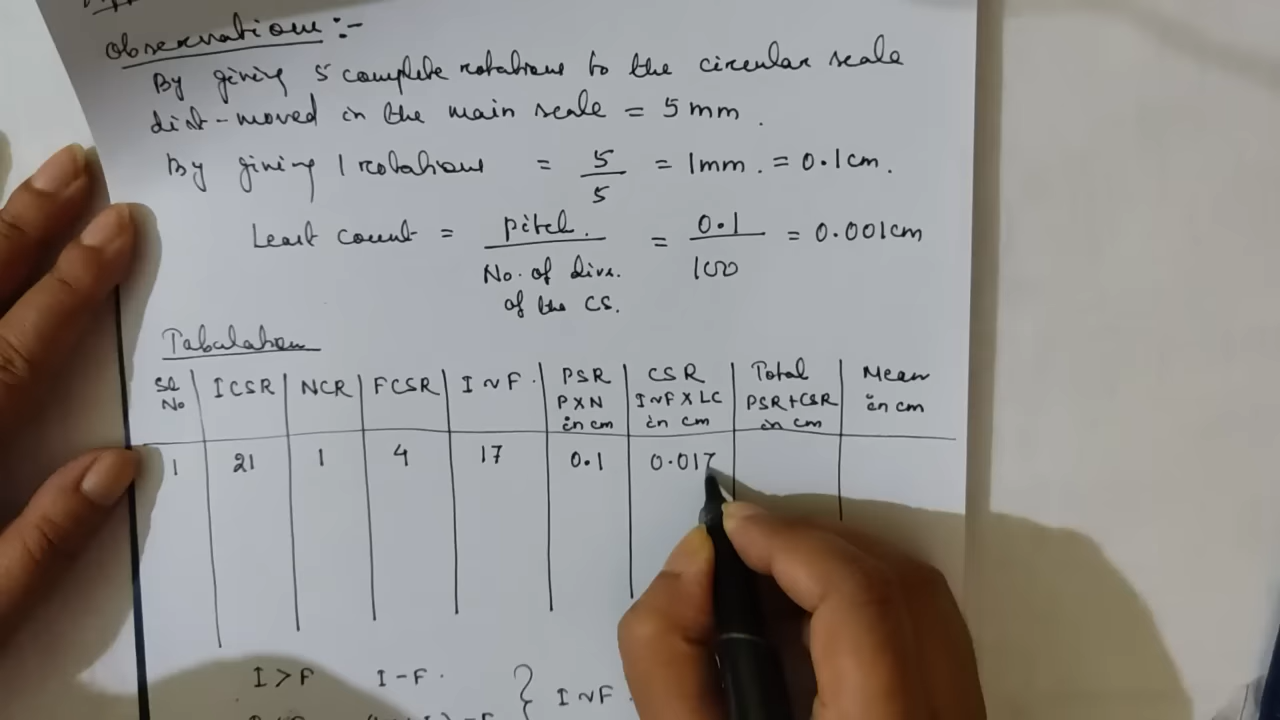 Observations :-
By giving 5 complete rotations to the circular scale
dist-moved in the main scale = 5 mm.
By giving 1 rotations = 5/5 = 1mm. = 0.1cm.
Least count = Pitch. / No. of divs. of the CS. = 0.1/100 = 0.001cm
Tabulation
Sl No | ICSR | NCR | FCSR | I~F. | PSR P×N in cm | CSR I~F×LC in cm | Total PSR+CSR in cm | Mean in cm
1 | 21 | 1 | 4 | 17 | 0.1 | 0.017
I>F I-F. } I~F